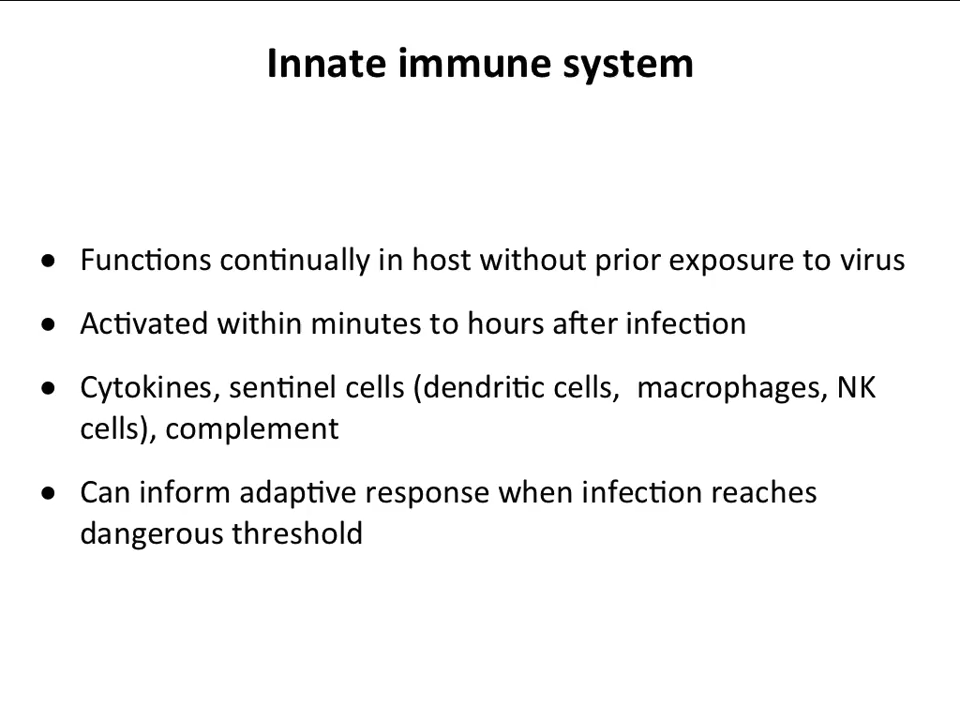 Innate immune system
● Functions continually in host without prior exposure to virus
● Activated within minutes to hours after infection
● Cytokines, sentinel cells (dendritic cells,  macrophages, NK
cells), complement
● Can inform adaptive response when infection reaches
dangerous threshold